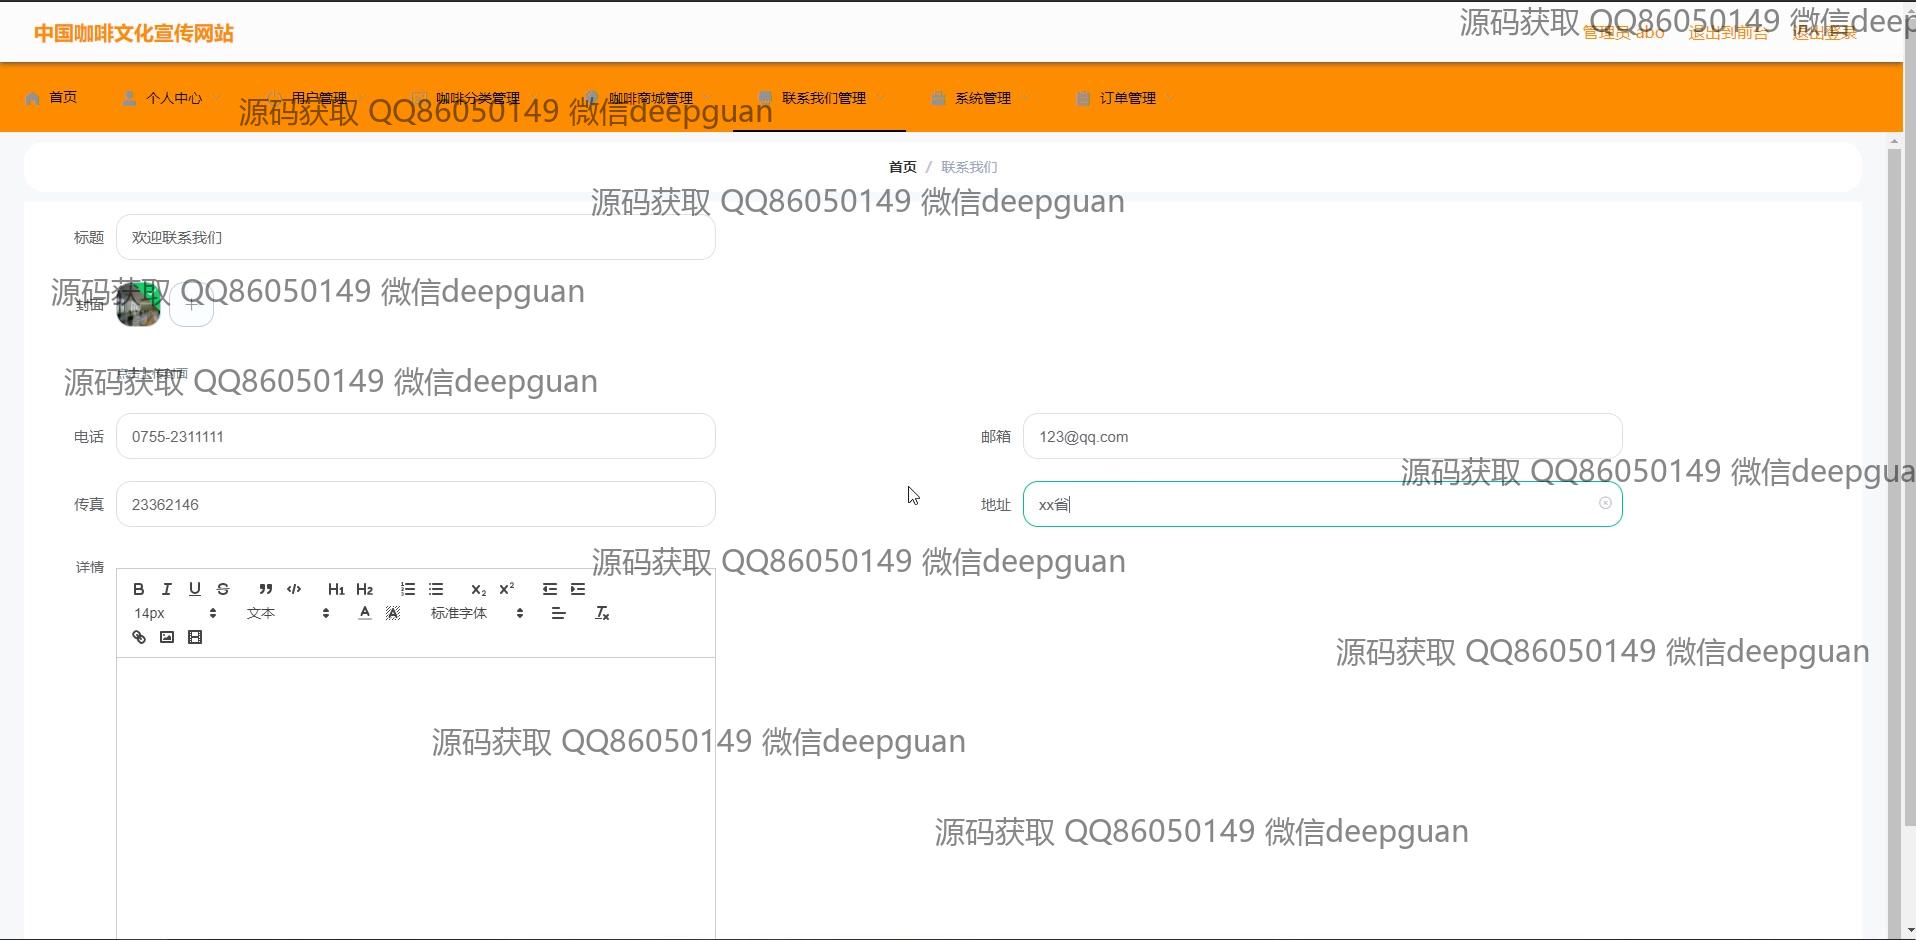 中国咖啡文化宣传网站
源码获取 QQ86050149 微信deep
管理员 abo 退出到前台 退出登录
首页 个人中心 用户管理 咖啡分类管理 咖啡商城管理 联系我们管理 系统管理 订单管理
源码获取 QQ86050149 微信deepguan
首页 / 联系我们
源码获取 QQ86050149 微信deepguan
标题 欢迎联系我们
源码获取 QQ86050149 微信deepguan
封面
点击上传封面
源码获取 QQ86050149 微信deepguan
电话 0755-2311111 邮箱 123@qq.com
源码获取 QQ86050149 微信deepgua
传真 23362146 地址 xx省
源码获取 QQ86050149 微信deepguan
详情
B I U S H1 H2 x₂ x²
14px 文本 A A 标准字体
源码获取 QQ86050149 微信deepguan
源码获取 QQ86050149 微信deepguan
源码获取 QQ86050149 微信deepguan